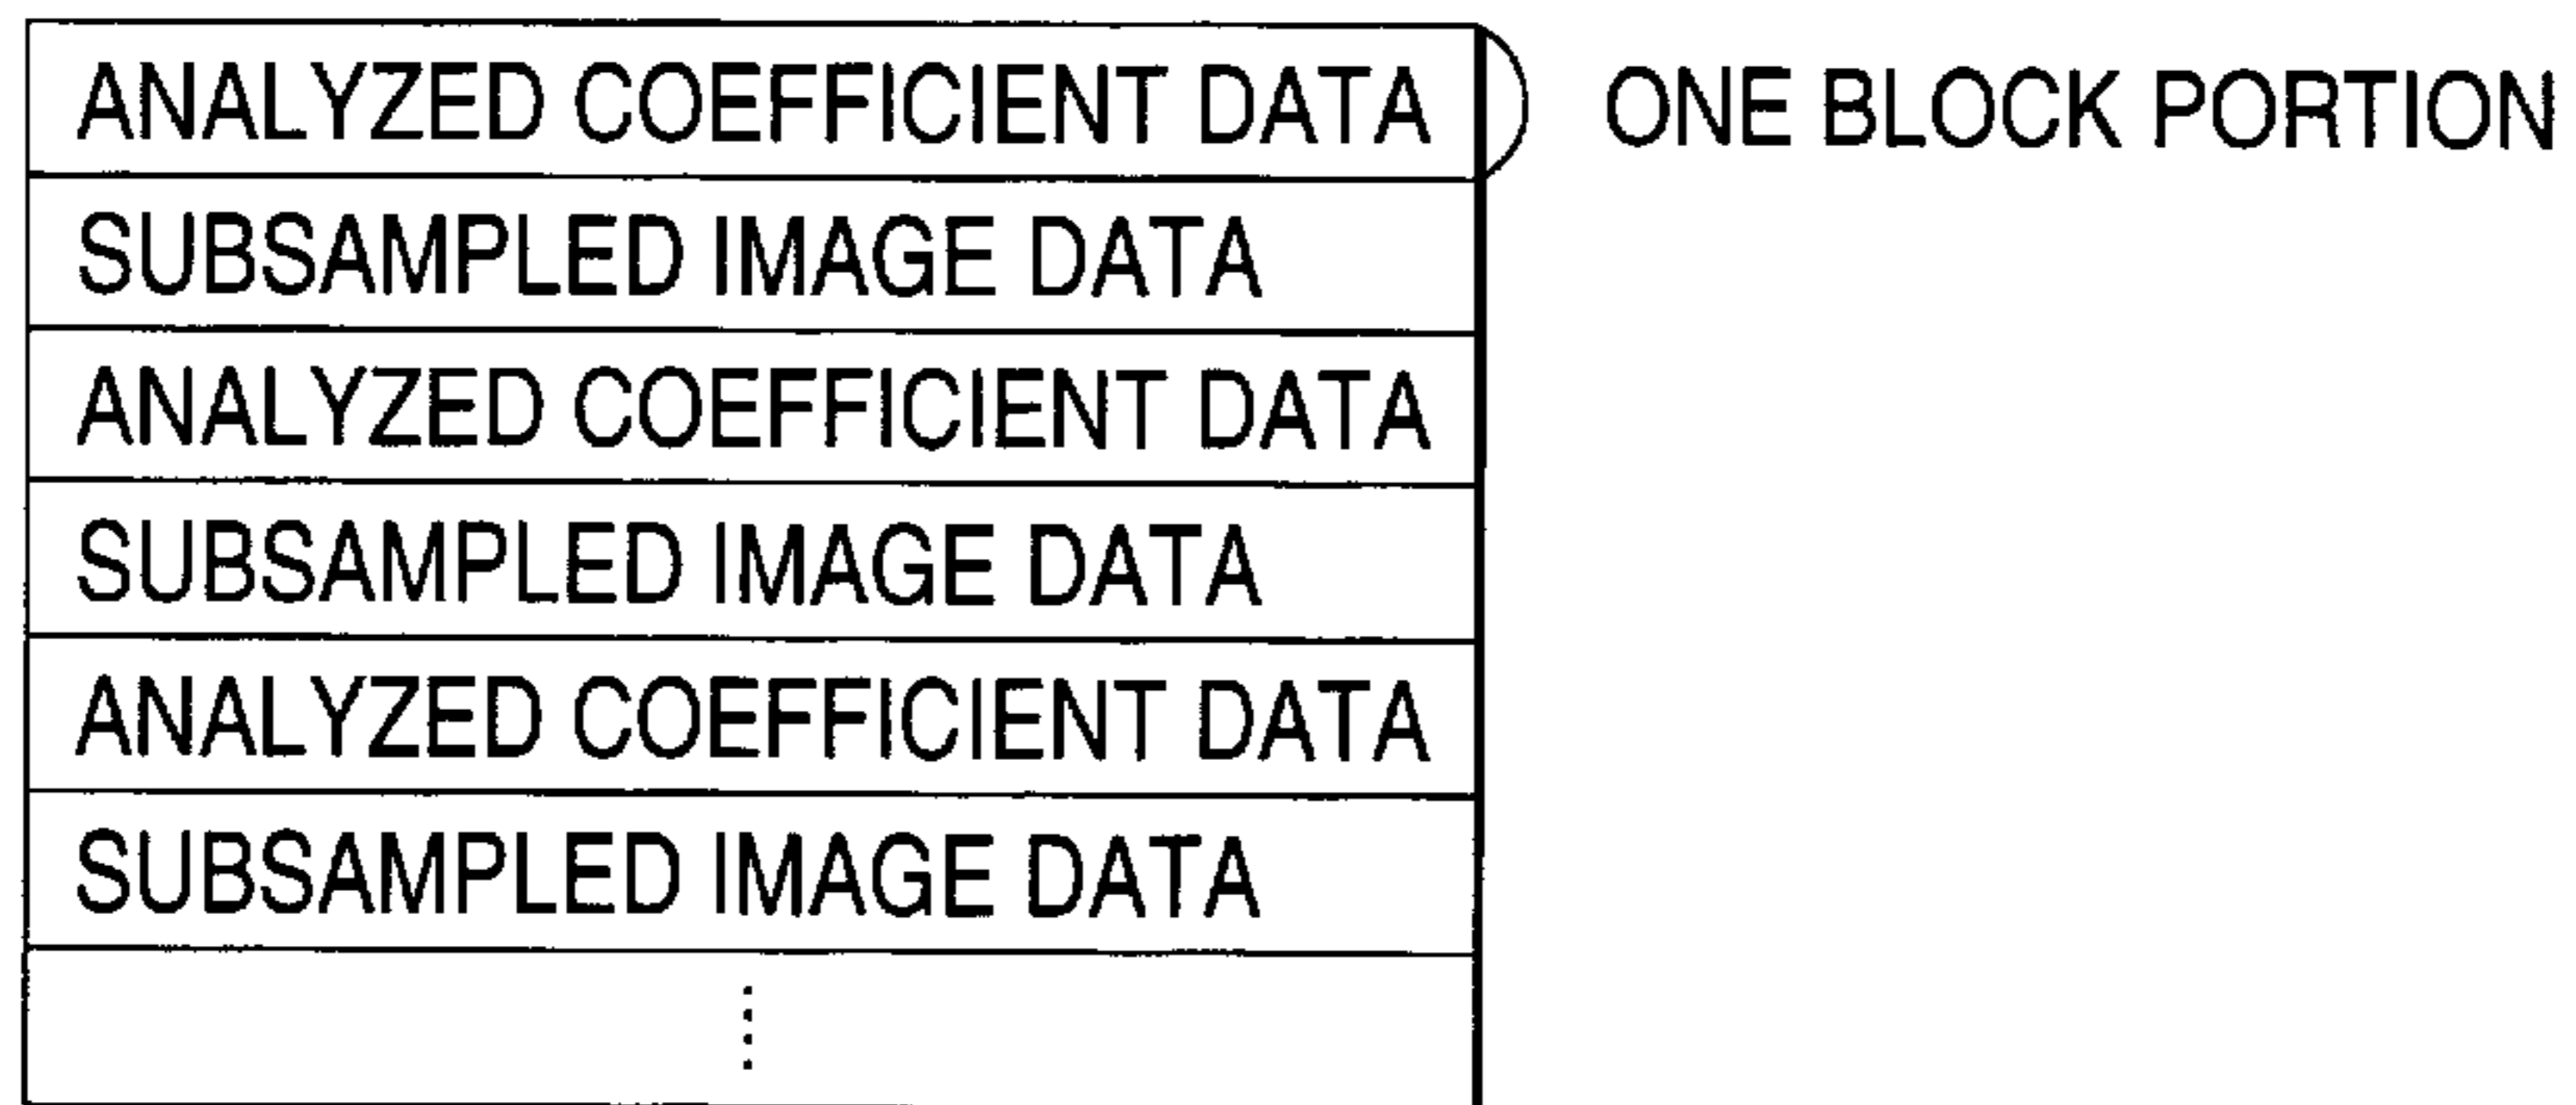 ANALYZED COEFFICIENT DATA
ONE BLOCK PORTION
SUBSAMPLED IMAGE DATA
ANALYZED COEFFICIENT DATA
SUBSAMPLED IMAGE DATA
ANALYZED COEFFICIENT DATA
SUBSAMPLED IMAGE DATA